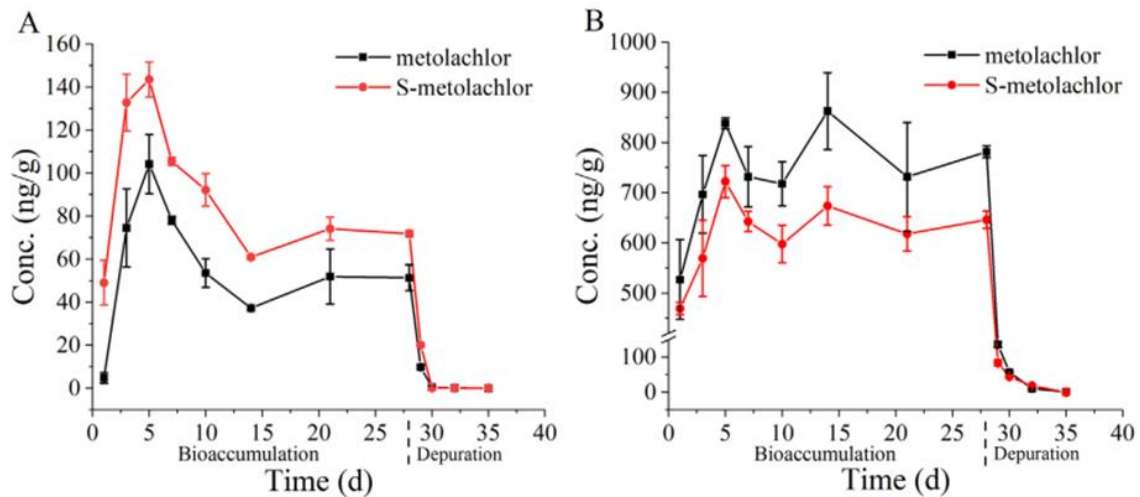 A
160
140
120
100
80
60
40
20
0
Conc. (ng/g)
metolachlor
S-metolachlor
0 5 10 15 20 25 30 35 40
Bioaccumulation Depuration
Time (d)
B
1000
900
800
700
600
500
100
0
Conc. (ng/g)
metolachlor
S-metolachlor
0 5 10 15 20 25 30 35 40
Bioaccumulation Depuration
Time (d)